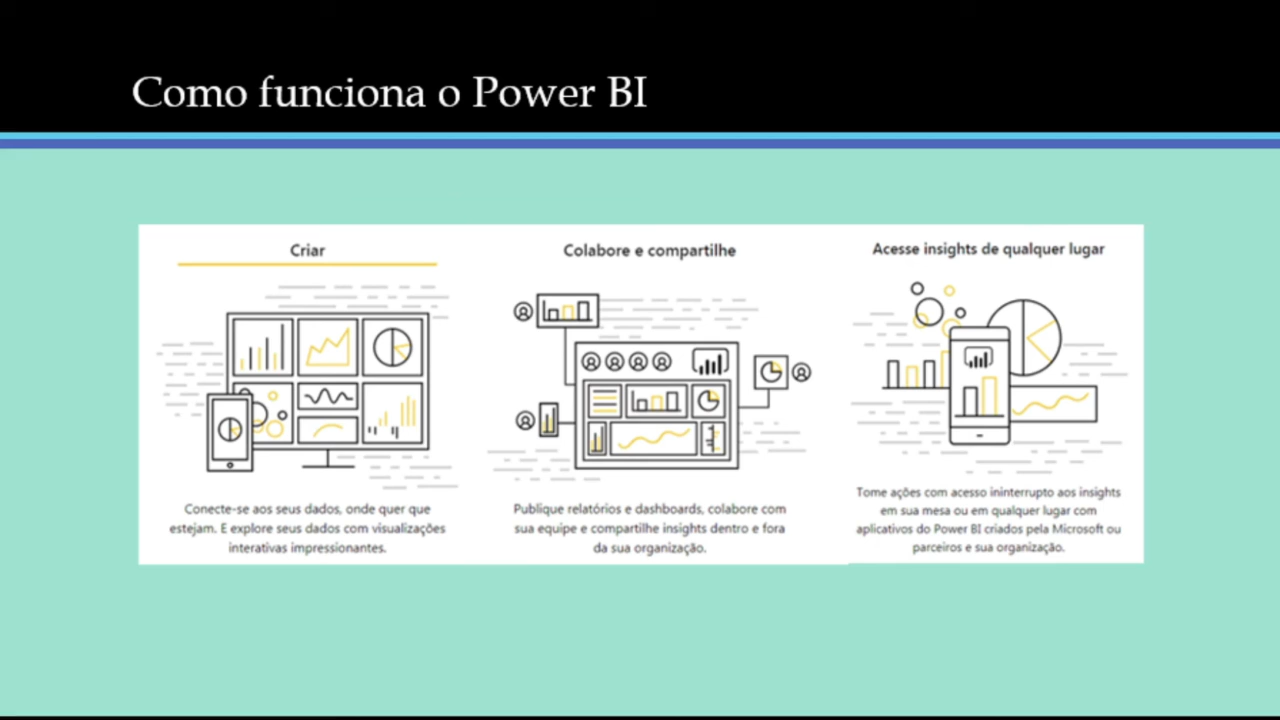 Como funciona o Power BI
Criar
Conecte-se aos seus dados, onde quer que
estejam. E explore seus dados com visualizações
interativas impressionantes.
Colabore e compartilhe
Publique relatórios e dashboards, colabore com
sua equipe e compartilhe insights dentro e fora
da sua organização.
Acesse insights de qualquer lugar
Tome ações com acesso ininterrupto aos insights
em sua mesa ou em qualquer lugar com
aplicativos do Power BI criados pela Microsoft ou
parceiros e sua organização.